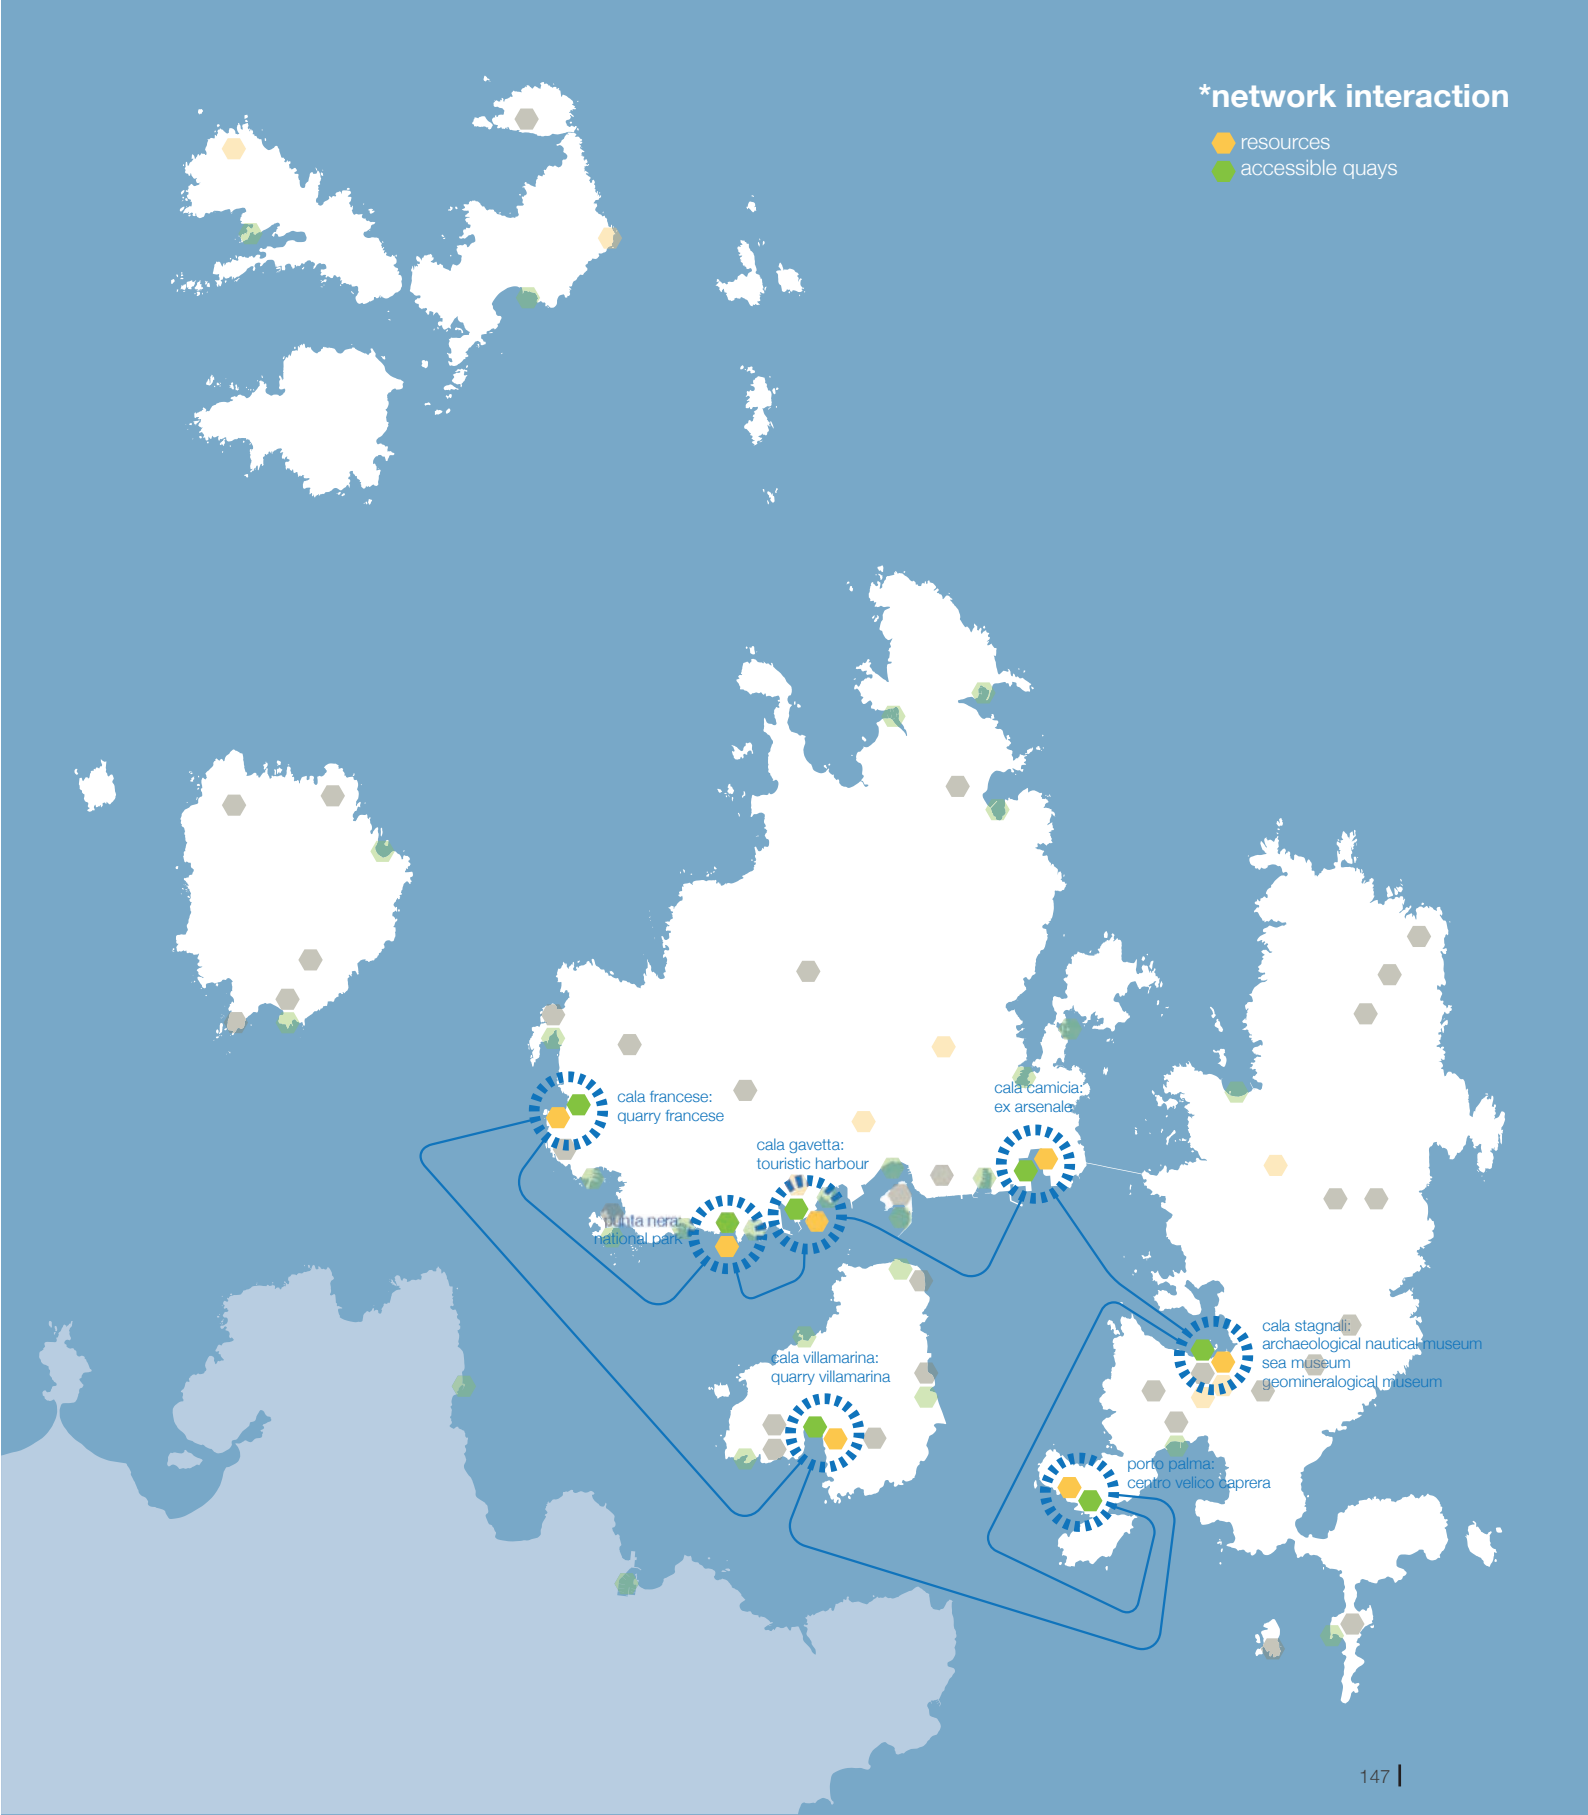 *network interaction
resources
accessible quays
cala francese:
quarry francese
cala camicia:
ex arsenale
cala gavetta:
touristic harbour
punta nera:
national park
cala stagnali:
archaeological nautical museum
sea museum
geomineralogical museum
cala villamarina:
quarry villamarina
porto palma:
centro velico caprera
147